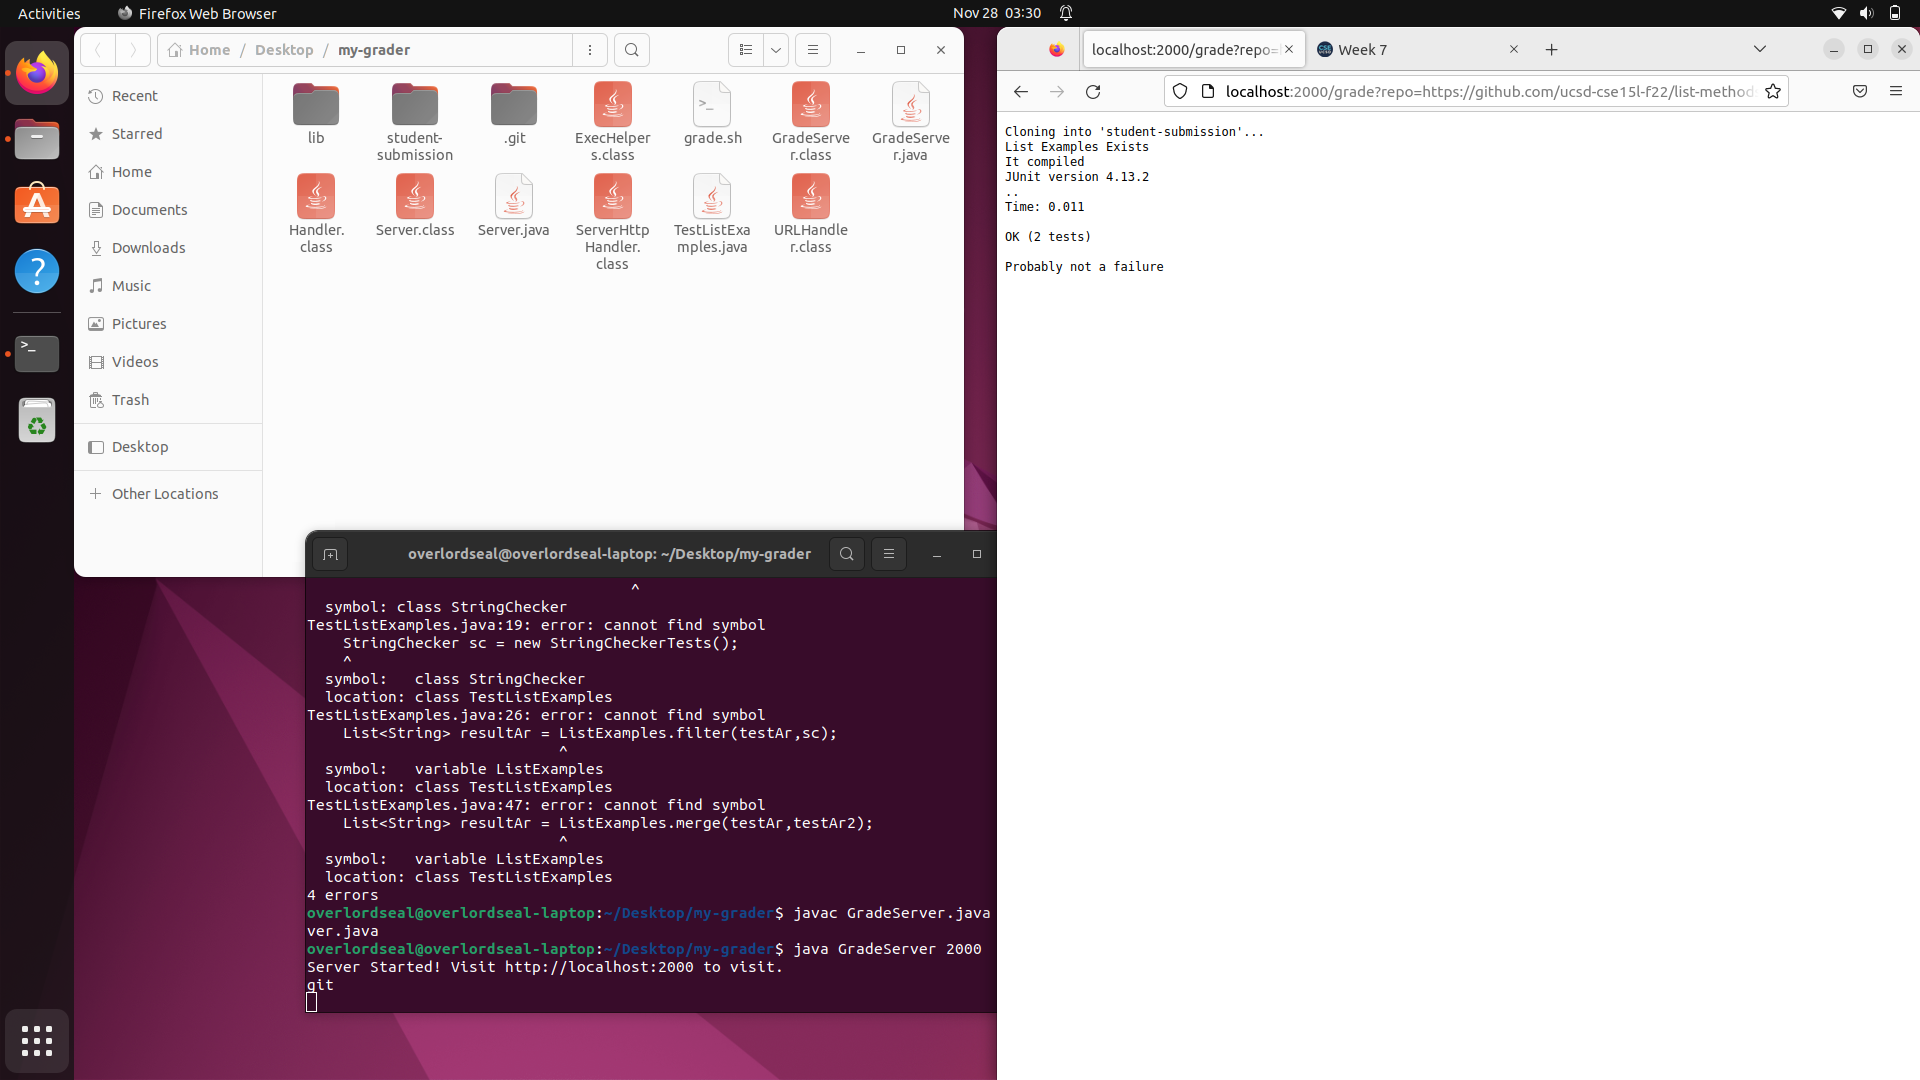 Activities
Firefox Web Browser
Nov 28 03:30
Home / Desktop / my-grader
Recent
Starred
Home
Documents
Downloads
Music
Pictures
Videos
Trash
Desktop
Other Locations
lib
student-
submission
.git
ExecHelper
s.class
grade.sh
GradeServe
r.class
GradeServe
r.java
Handler.
class
Server.class
Server.java
ServerHttp
Handler.
class
TestListExa
mples.java
URLHandle
r.class
overlordseal@overlordseal-laptop: ~/Desktop/my-grader
^
symbol: class StringChecker
TestListExamples.java:19: error: cannot find symbol
StringChecker sc = new StringCheckerTests();
^
symbol:   class StringChecker
location: class TestListExamples
TestListExamples.java:26: error: cannot find symbol
List<String> resultAr = ListExamples.filter(testAr,sc);
^
symbol:   variable ListExamples
location: class TestListExamples
TestListExamples.java:47: error: cannot find symbol
List<String> resultAr = ListExamples.merge(testAr,testAr2);
^
symbol:   variable ListExamples
location: class TestListExamples
4 errors
overlordseal@overlordseal-laptop:~/Desktop/my-grader$ javac GradeServer.java
ver.java
overlordseal@overlordseal-laptop:~/Desktop/my-grader$ java GradeServer 2000
Server Started! Visit http://localhost:2000 to visit.
git
localhost:2000/grade?repo=
Week 7
localhost:2000/grade?repo=https://github.com/ucsd-cse15l-f22/list-method
Cloning into 'student-submission'...
List Examples Exists
It compiled
JUnit version 4.13.2
..
Time: 0.011
OK (2 tests)
Probably not a failure